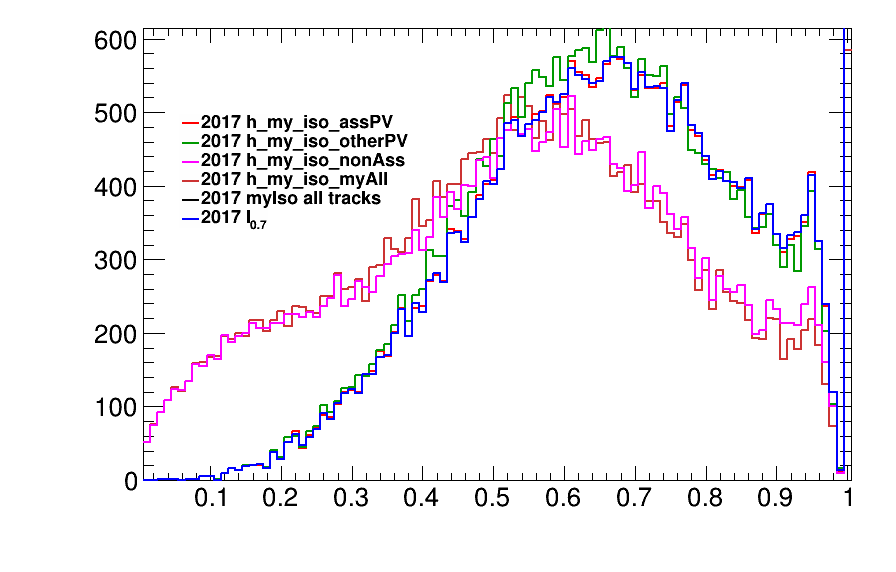 600
500
400
300
200
100
0
2017 h_my_iso_assPV
2017 h_my_iso_otherPV
2017 h_my_iso_nonAss
2017 h_my_iso_myAll
2017 myIso all tracks
2017 I0.7
0.1 0.2 0.3 0.4 0.5 0.6 0.7 0.8 0.9 1